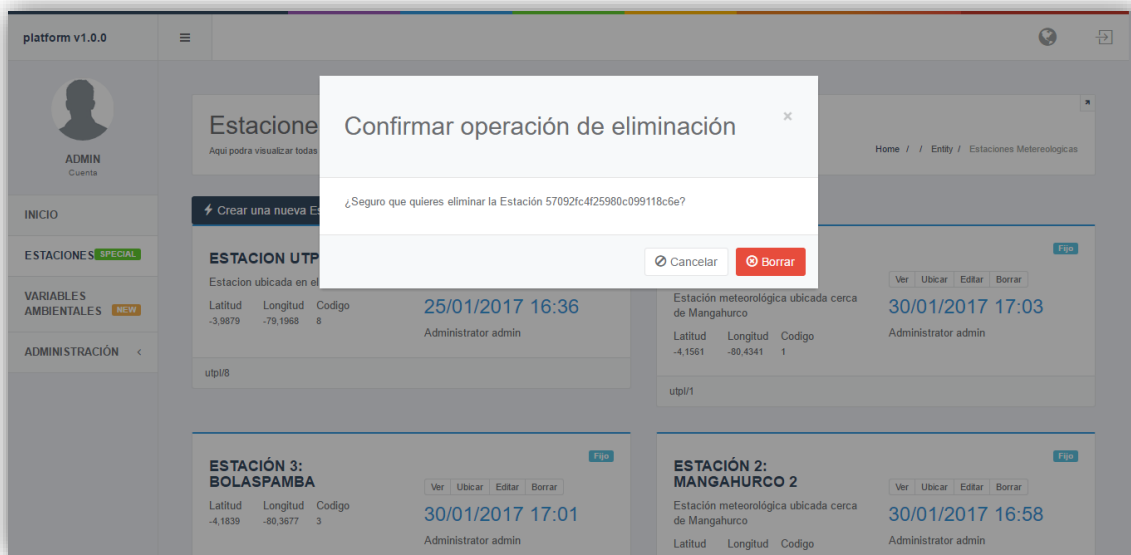 platform v1.0.0
ADMIN
Cuenta
INICIO
ESTACIONES SPECIAL
VARIABLES
AMBIENTALES NEW
ADMINISTRACIÓN
Estacione
Aqui podra visualizar todas
Home / / Entity / Estaciones Metereologicas
Confirmar operación de eliminación
×
¿Seguro que quieres eliminar la Estación 57092fc4f25980c099118c6e?
Cancelar
Borrar
Crear una nueva Es
ESTACION UTP
Estacion ubicada en el
Latitud Longitud Codigo
-3,9879 -79,1968 8
25/01/2017 16:36
Administrator admin
utpl/8
Fijo
Ver Ubicar Editar Borrar
Estación meteorológica ubicada cerca
de Mangahurco
Latitud Longitud Codigo
-4,1561 -80,4341 1
30/01/2017 17:03
Administrator admin
utpl/1
ESTACIÓN 3:
BOLASPAMBA
Fijo
Latitud Longitud Codigo
-4,1839 -80,3677 3
Ver Ubicar Editar Borrar
30/01/2017 17:01
Administrator admin
ESTACIÓN 2:
MANGAHURCO 2
Fijo
Estación meteorológica ubicada cerca
de Mangahurco
Latitud Longitud Codigo
Ver Ubicar Editar Borrar
30/01/2017 16:58
Administrator admin